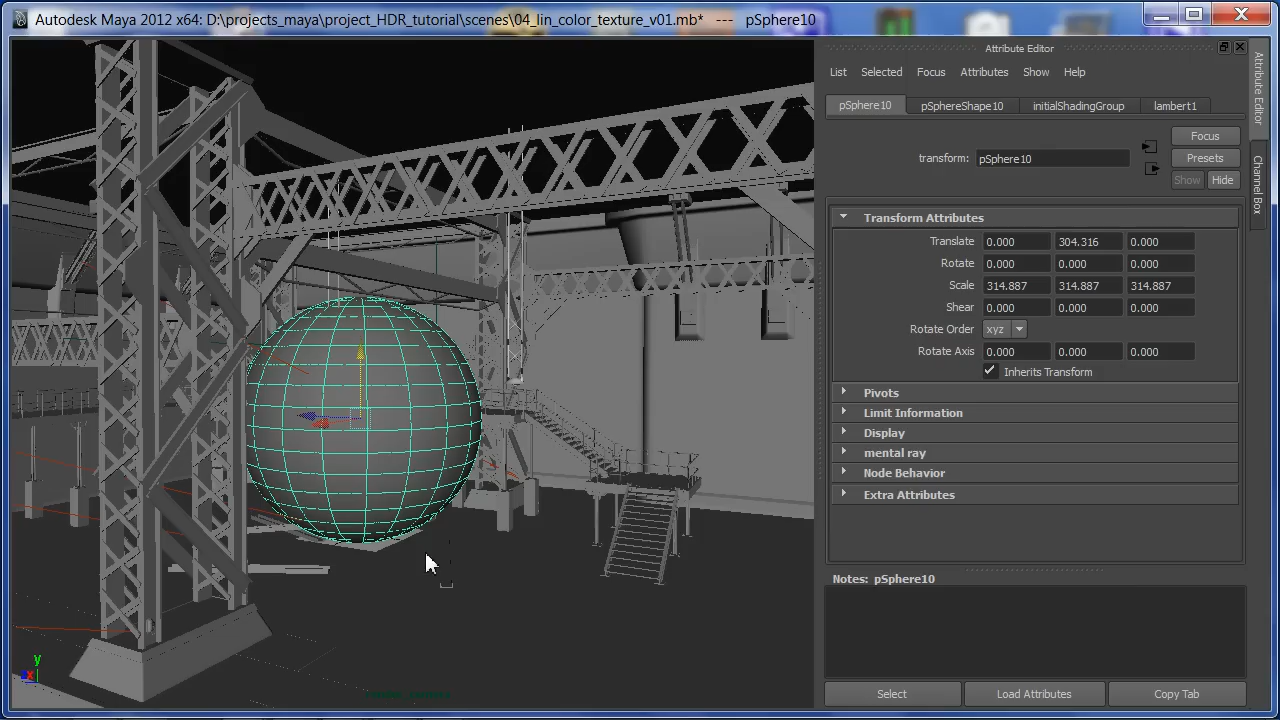 Autodesk Maya 2012 x64: D:\projects_maya\project_HDR_tutorial\scenes\04_lin_color_texture_v01.mb* --- pSphere10
Attribute Editor
List Selected Focus Attributes Show Help
pSphere10 pSphereShape10 initialShadingGroup lambert1
transform: pSphere10
Focus
Presets
Show Hide
Transform Attributes
Translate 0.000 304.316 0.000
Rotate 0.000 0.000 0.000
Scale 314.887 314.887 314.887
Shear 0.000 0.000 0.000
Rotate Order xyz
Rotate Axis 0.000 0.000 0.000
Inherits Transform
Pivots
Limit Information
Display
mental ray
Node Behavior
Extra Attributes
Notes: pSphere10
Select Load Attributes Copy Tab
Attribute Editor
Channel Box
y
x